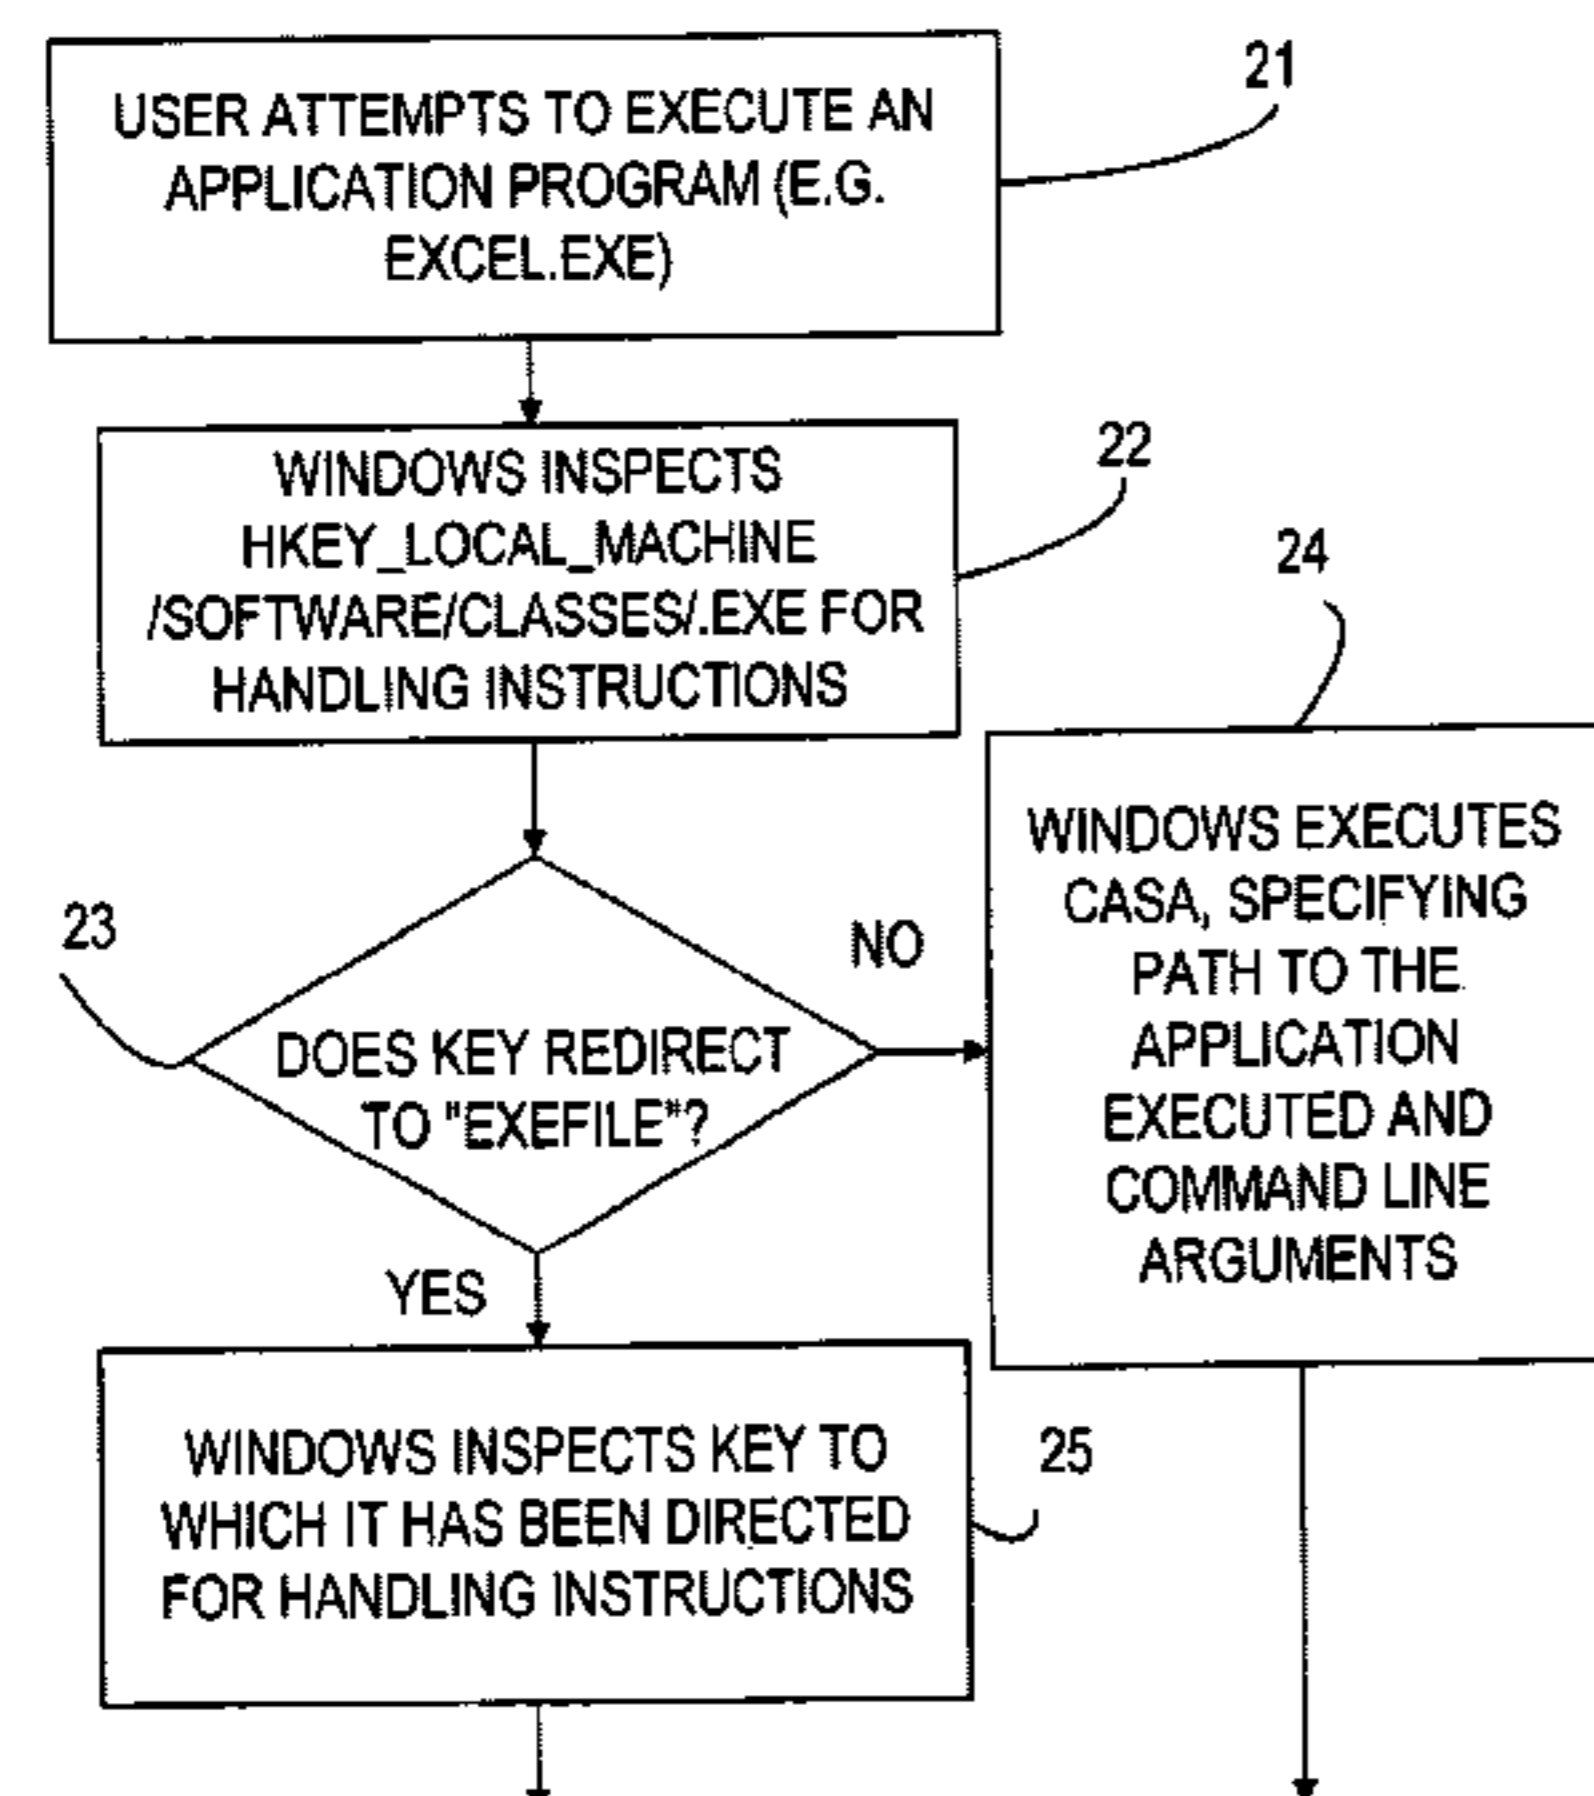 USER ATTEMPTS TO EXECUTE AN
APPLICATION PROGRAM (E.G.
EXCEL.EXE)
21
WINDOWS INSPECTS
HKEY_LOCAL_MACHINE
/SOFTWARE/CLASSES/.EXE FOR
HANDLING INSTRUCTIONS
22
23
DOES KEY REDIRECT
TO "EXEFILE"?
NO
YES
24
WINDOWS EXECUTES
CASA, SPECIFYING
PATH TO THE
APPLICATION
EXECUTED AND
COMMAND LINE
ARGUMENTS
WINDOWS INSPECTS KEY TO
WHICH IT HAS BEEN DIRECTED
FOR HANDLING INSTRUCTIONS
25